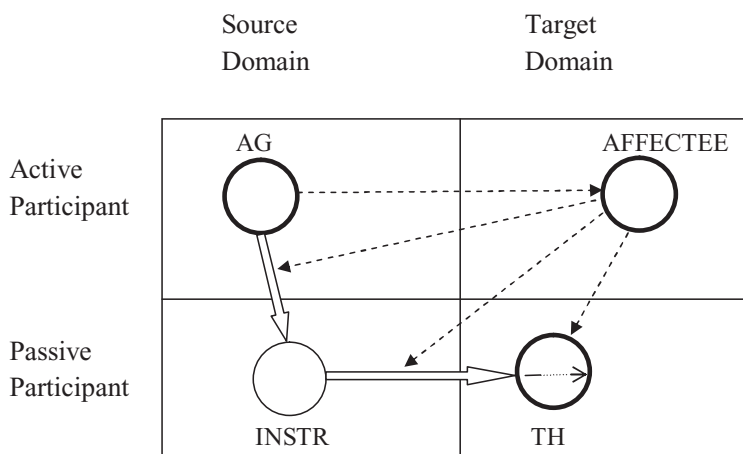 Source
Domain
Target
Domain
AG
AFFECTEE
Active
Participant
Passive
Participant
INSTR
TH